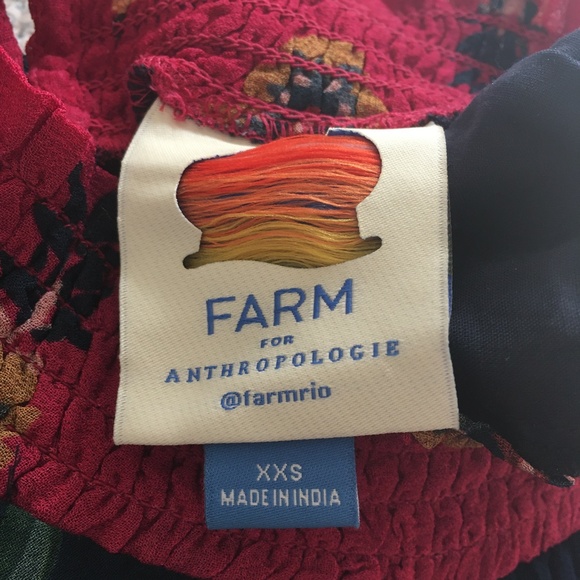 FARM
FOR
ANTHROPOLOGIE
@farmrio
XXS
MADE IN INDIA